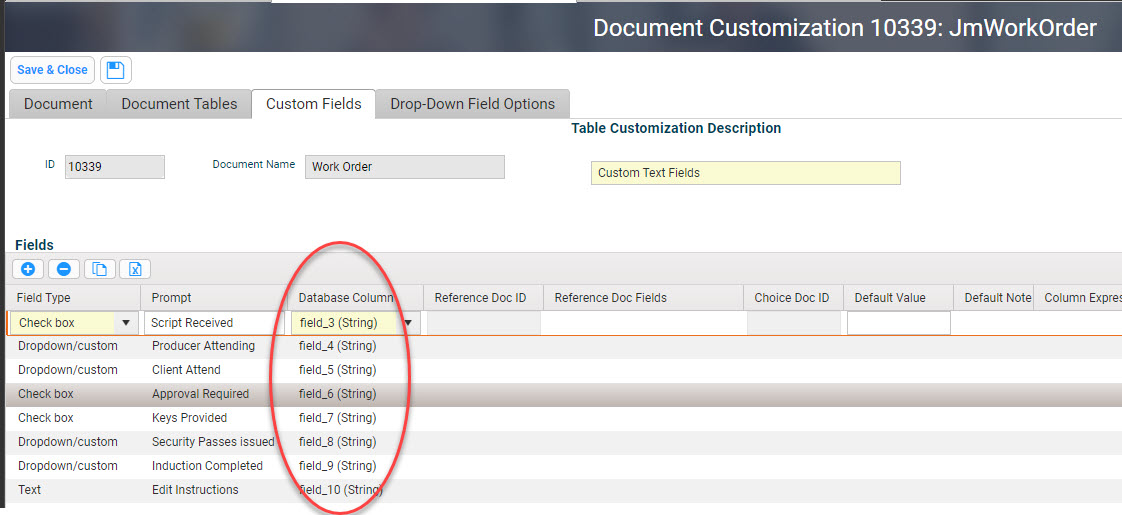 Document Customization 10339: JmWorkOrder
Save & Close
Document Document Tables Custom Fields Drop-Down Field Options
Table Customization Description
ID 10339 Document Name Work Order
Custom Text Fields
Fields
Field Type Prompt Database Column Reference Doc ID Reference Doc Fields Choice Doc ID Default Value Default Note Column Expres
Check box Script Received field_3 (String)
Dropdown/custom Producer Attending field_4 (String)
Dropdown/custom Client Attend field_5 (String)
Check box Approval Required field_6 (String)
Check box Keys Provided field_7 (String)
Dropdown/custom Security Passes issued field_8 (String)
Dropdown/custom Induction Completed field_9 (String)
Text Edit Instructions field_10 (String)